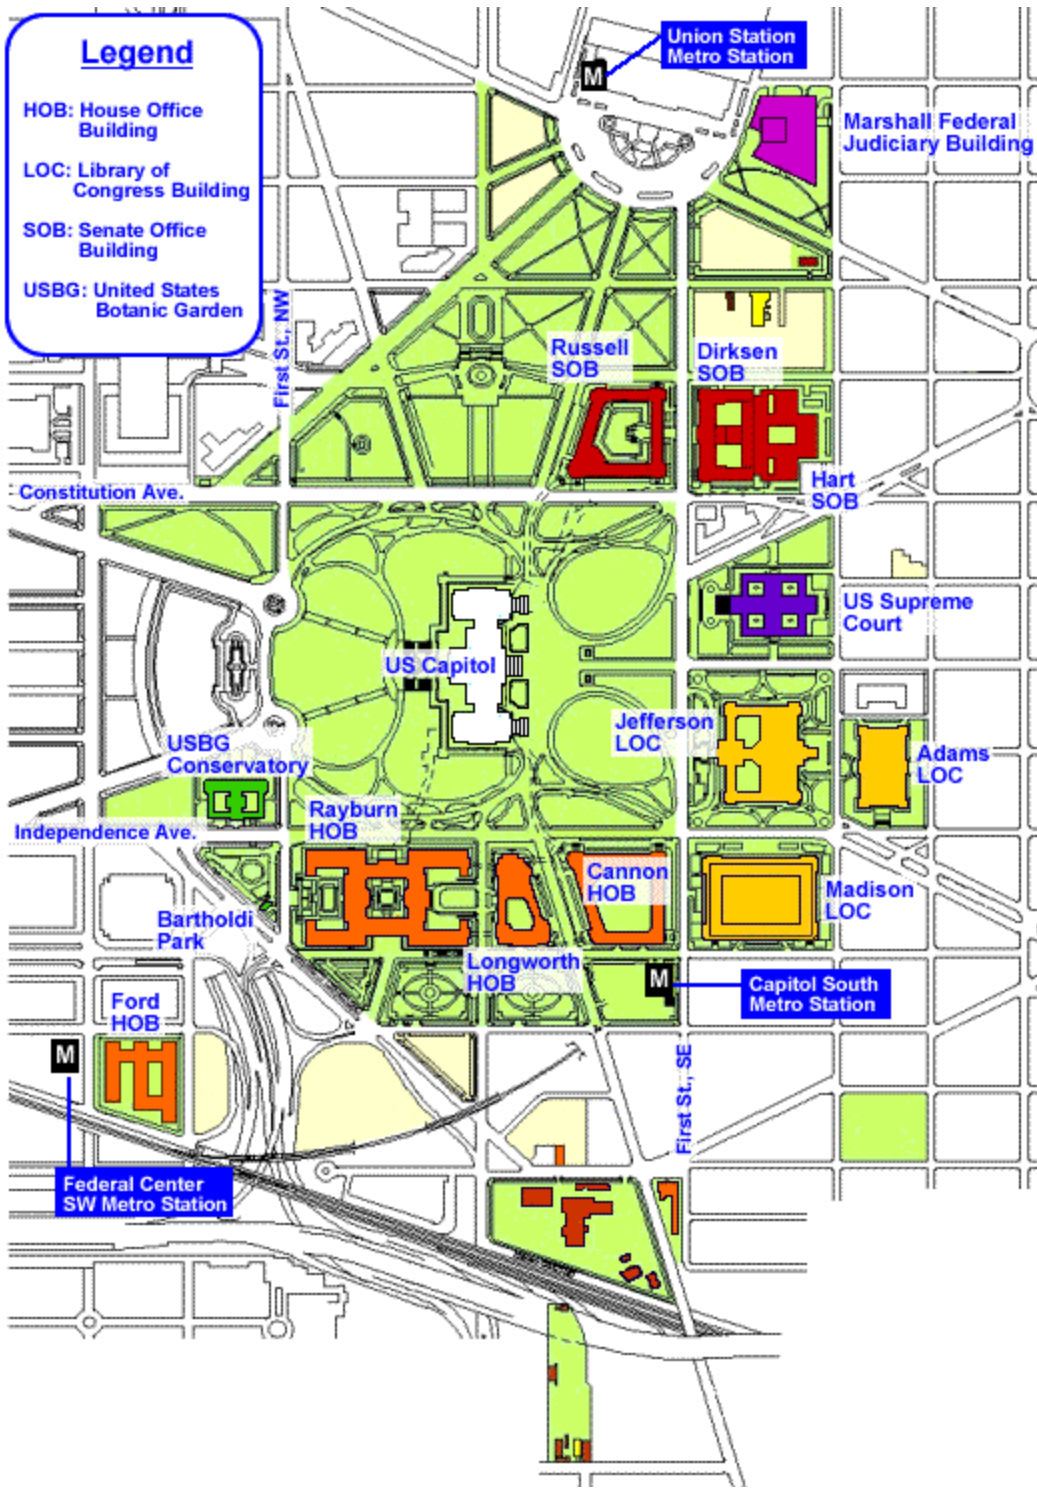 Legend
HOB: House Office
Building
LOC: Library of
Congress Building
SOB: Senate Office
Building
USBG: United States
Botanic Garden
Union Station
Metro Station
M
Marshall Federal
Judiciary Building
First St., NW
Russell
SOB
Dirksen
SOB
Hart
SOB
Constitution Ave.
US Supreme
Court
US Capitol
Jefferson
LOC
Adams
LOC
USBG
Conservatory
Rayburn
HOB
Independence Ave.
Cannon
HOB
Madison
LOC
Bartholdi
Park
Longworth
HOB
M
Capitol South
Metro Station
Ford
HOB
M
First St., SE
Federal Center
SW Metro Station